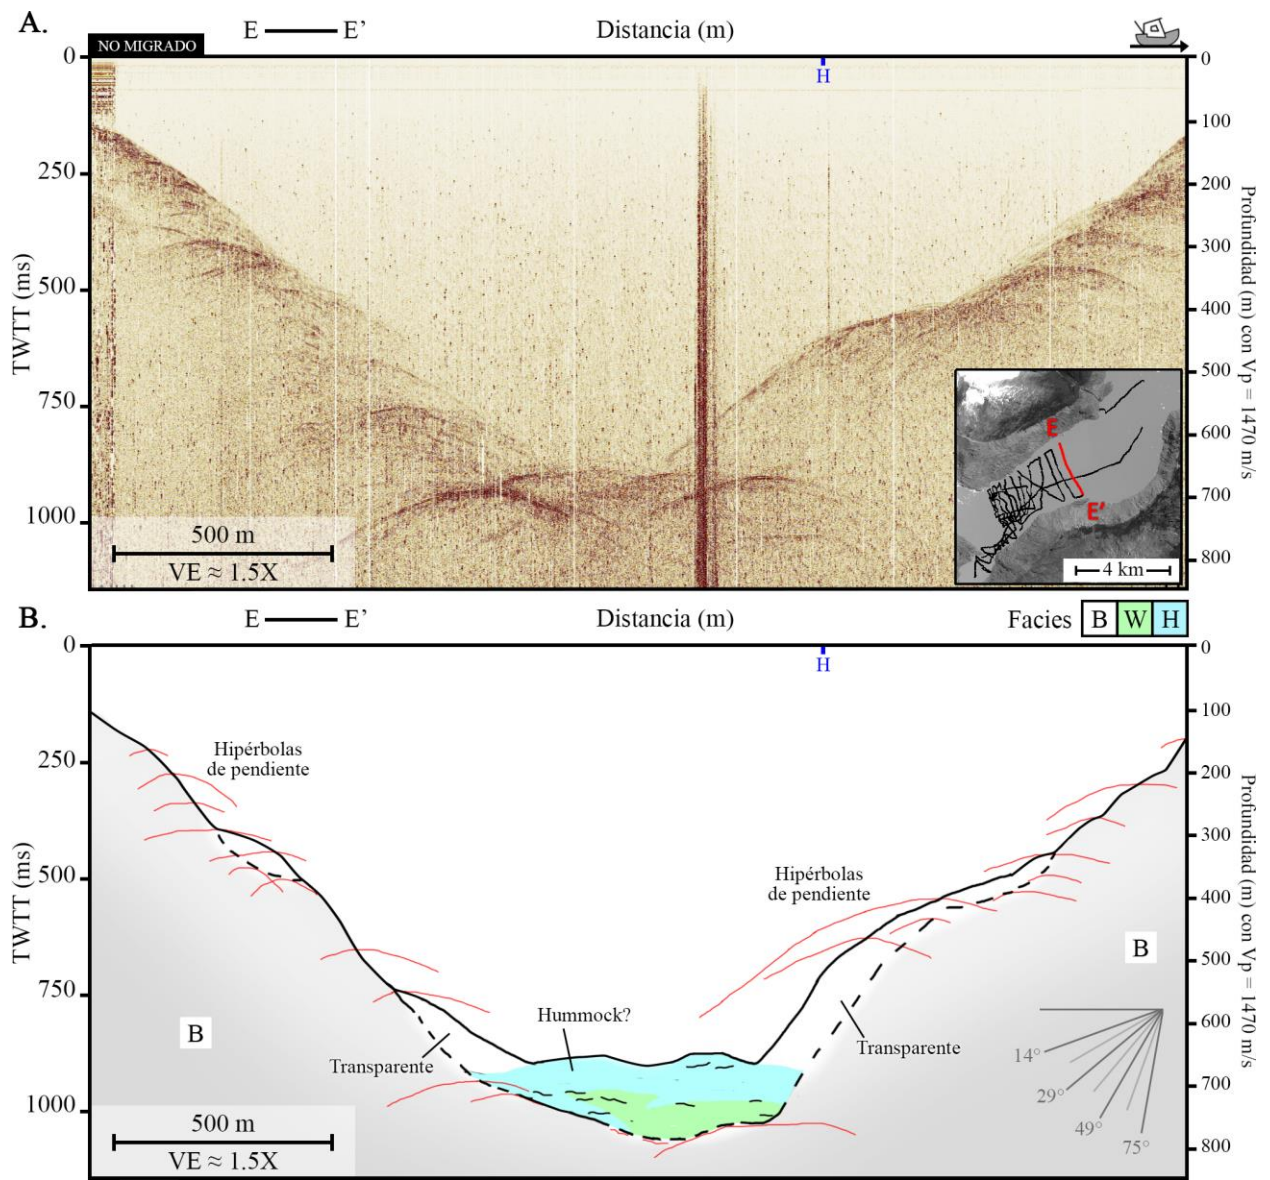 A.
E E’
Distancia (m)
NO MIGRADO
H
0
250
500
750
1000
TWTT (ms)
0
100
200
300
400
500
600
700
800
Profundidad (m) con Vp = 1470 m/s
500 m
VE ≈ 1.5X
E
E'
4 km
B.
E E’
Distancia (m)
Facies B W H
H
0
250
500
750
1000
TWTT (ms)
0
100
200
300
400
500
600
700
800
Profundidad (m) con Vp = 1470 m/s
Hipérbolas
de pendiente
Hipérbolas
de pendiente
B
B
Hummock?
Transparente
Transparente
14°
29°
49°
75°
500 m
VE ≈ 1.5X